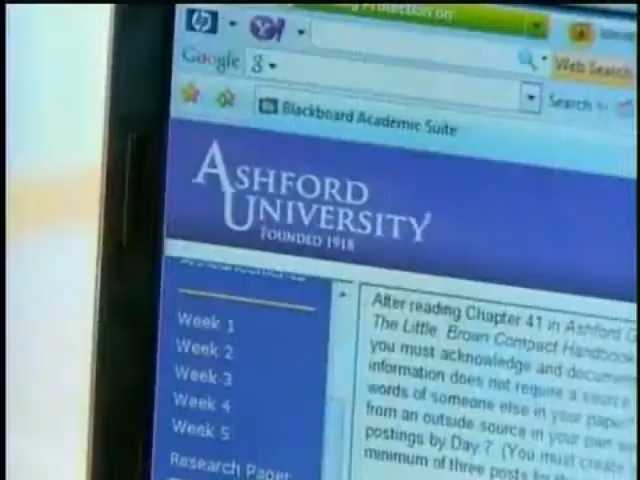 Protection on
Google
Web Search
Search
Blackboard Academic Suite
ASHFORD
UNIVERSITY
FOUNDED 1918
Announcements
Week 1
Week 2
Week 3
Week 4
Week 5
Research Paper
After reading Chapter 41 in Ashford
The Little, Brown Compact Handbook
you must acknowledge and document
information does not require a source
words of someone else in your paper
from an outside source in your own
postings by Day 7. (You must create
minimum of three posts for